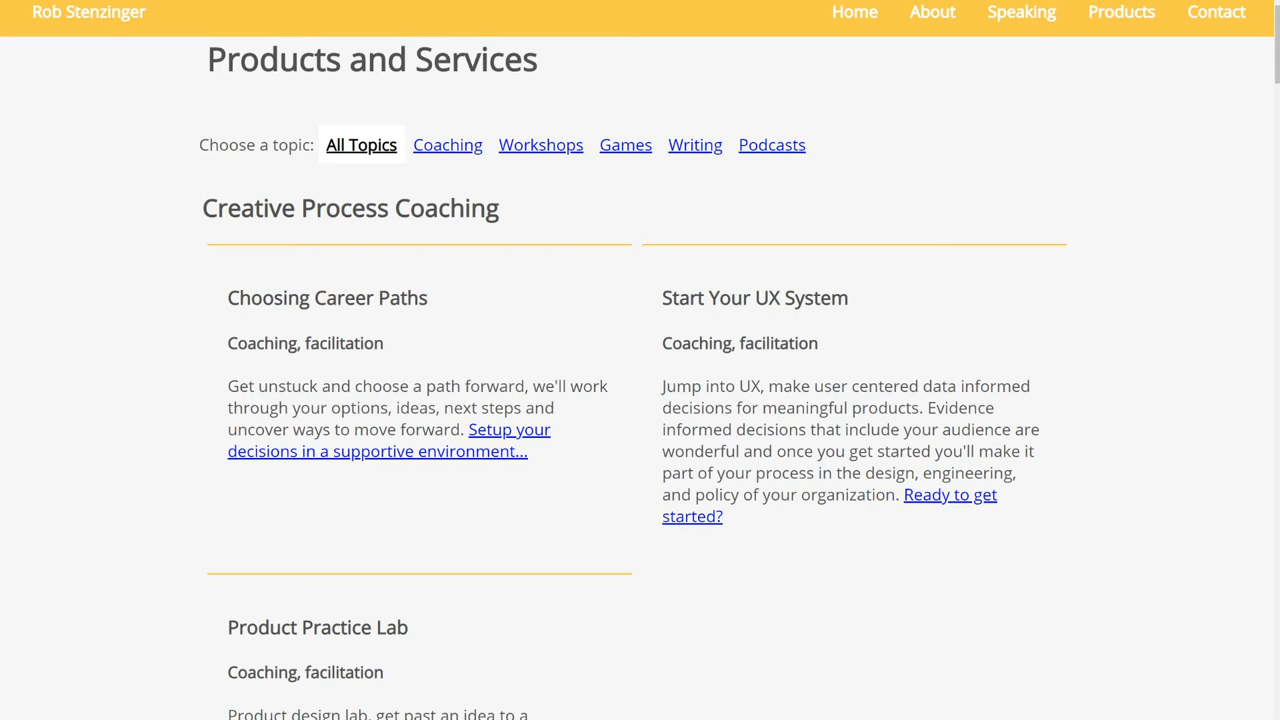 Rob Stenzinger Home About Speaking Products Contact
Products and Services
Choose a topic: All Topics Coaching Workshops Games Writing Podcasts
Creative Process Coaching
Choosing Career Paths
Coaching, facilitation
Get unstuck and choose a path forward, we'll work
through your options, ideas, next steps and
uncover ways to move forward. Setup your
decisions in a supportive environment...
Start Your UX System
Coaching, facilitation
Jump into UX, make user centered data informed
decisions for meaningful products. Evidence
informed decisions that include your audience are
wonderful and once you get started you'll make it
part of your process in the design, engineering,
and policy of your organization. Ready to get
started?
Product Practice Lab
Coaching, facilitation
Product design lab, get past an idea to a